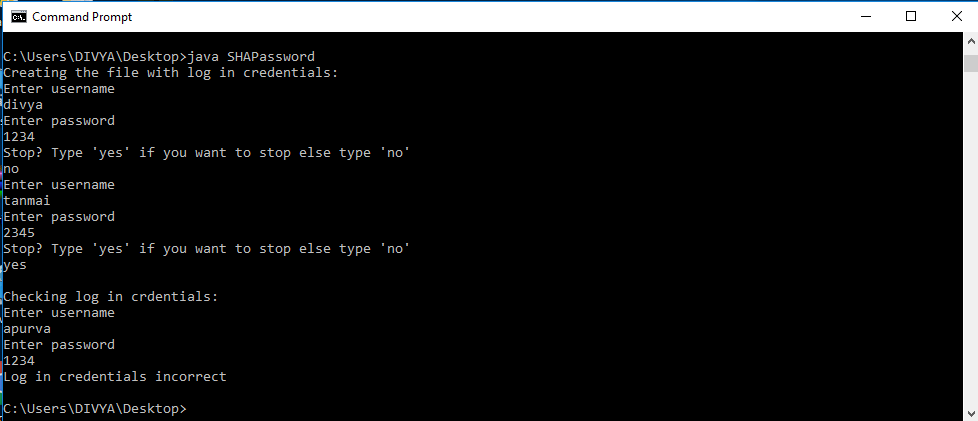 Command Prompt
C:\Users\DIVYA\Desktop>java SHAPassword
Creating the file with log in credentials:
Enter username
divya
Enter password
1234
Stop? Type 'yes' if you want to stop else type 'no'
no
Enter username
tanmai
Enter password
2345
Stop? Type 'yes' if you want to stop else type 'no'
yes
Checking log in crdentials:
Enter username
apurva
Enter password
1234
Log in credentials incorrect
C:\Users\DIVYA\Desktop>